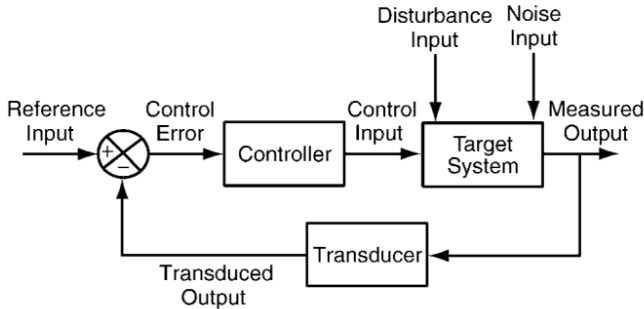 Disturbance
Input
Noise
Input
Reference
Input
Control
Error
Control
Input
Measured
Output
+
−
Controller
Target
System
Transducer
Transduced
Output